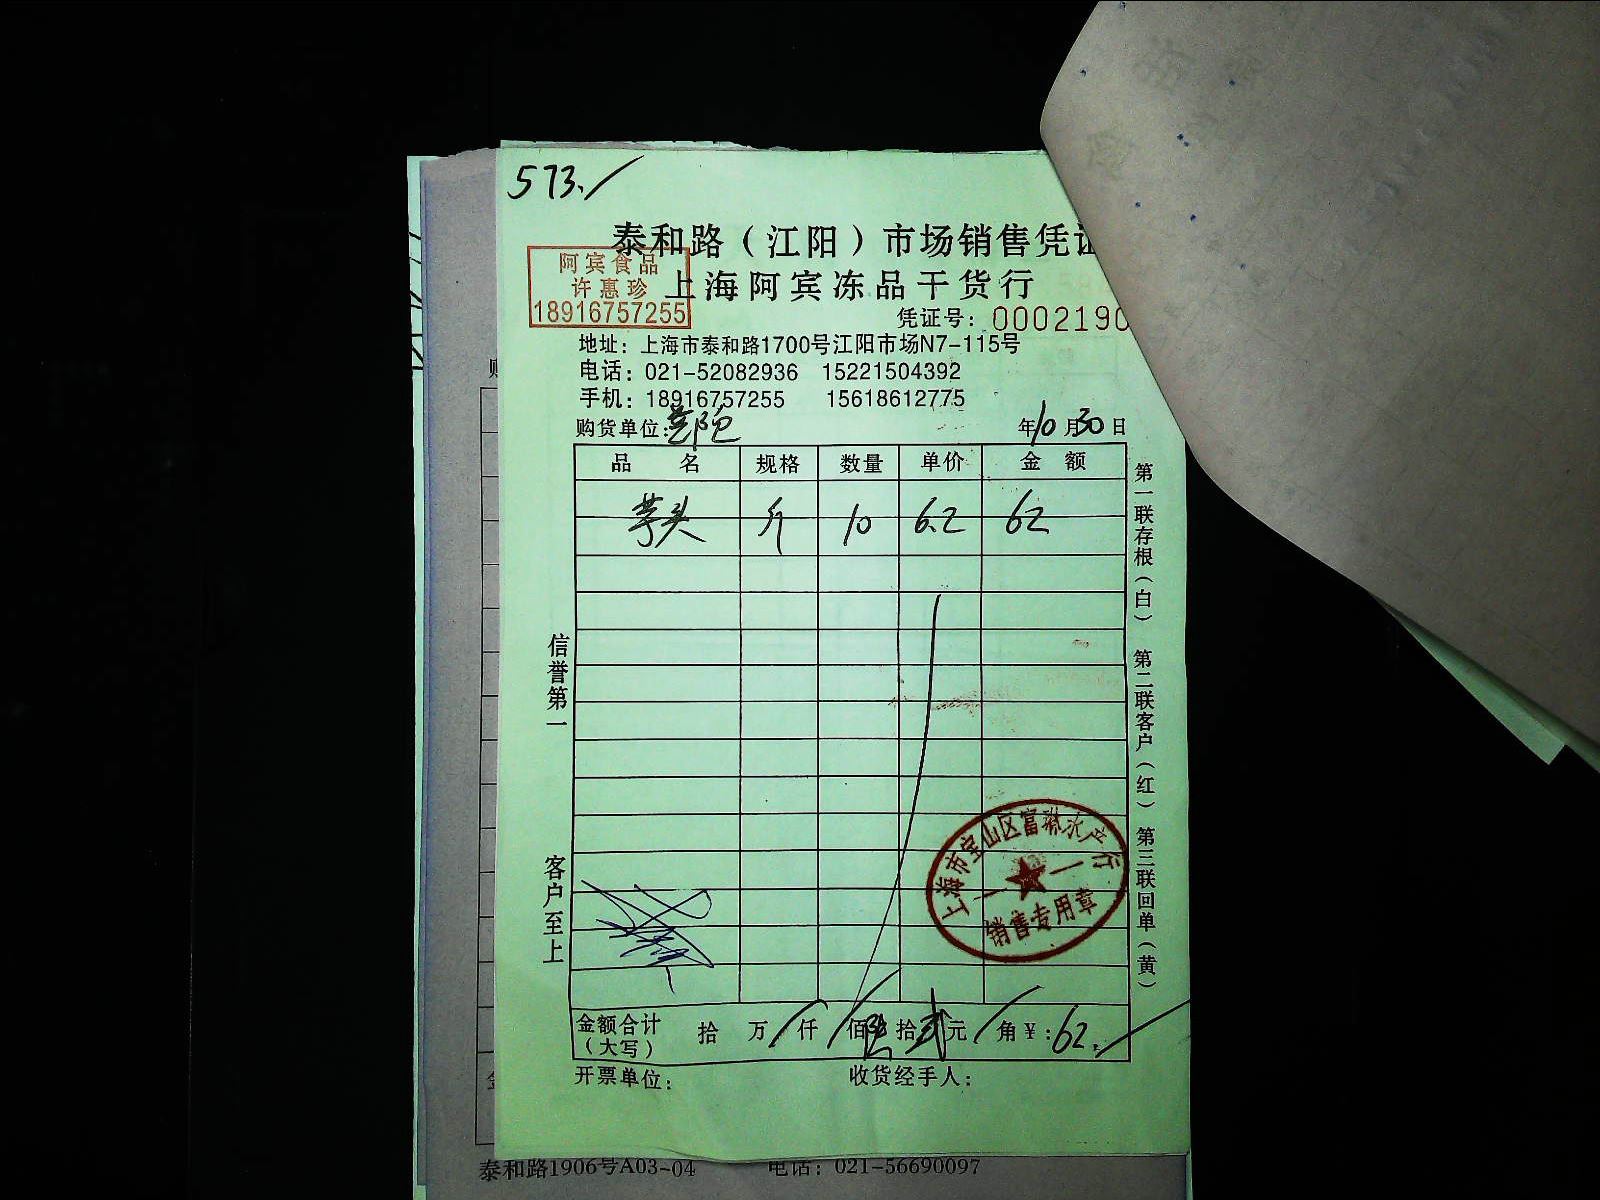 573./
泰和路（江阳）市场销售凭证
阿宾食品
许惠珍
18916757255
上海阿宾冻品干货行
凭证号：0002190
地址：上海市泰和路1700号江阳市场N7-115号
电话：021-52082936 15221504392
手机：18916757255 15618612775
购货单位：
年10月30日
品名 规格 数量 单价 金额
芋头 斤 10 6.2 62
第一联存根（白） 第二联客户（红） 第三联回单（黄）
信誉第一
客户至上
上海市宝山区富琳水产行
销售专用章
金额合计（大写） 拾 万 仟 佰 陆拾 贰元 角 ¥：62.
开票单位： 收货经手人：
泰和路1906号A03-04 电话：021-56690097